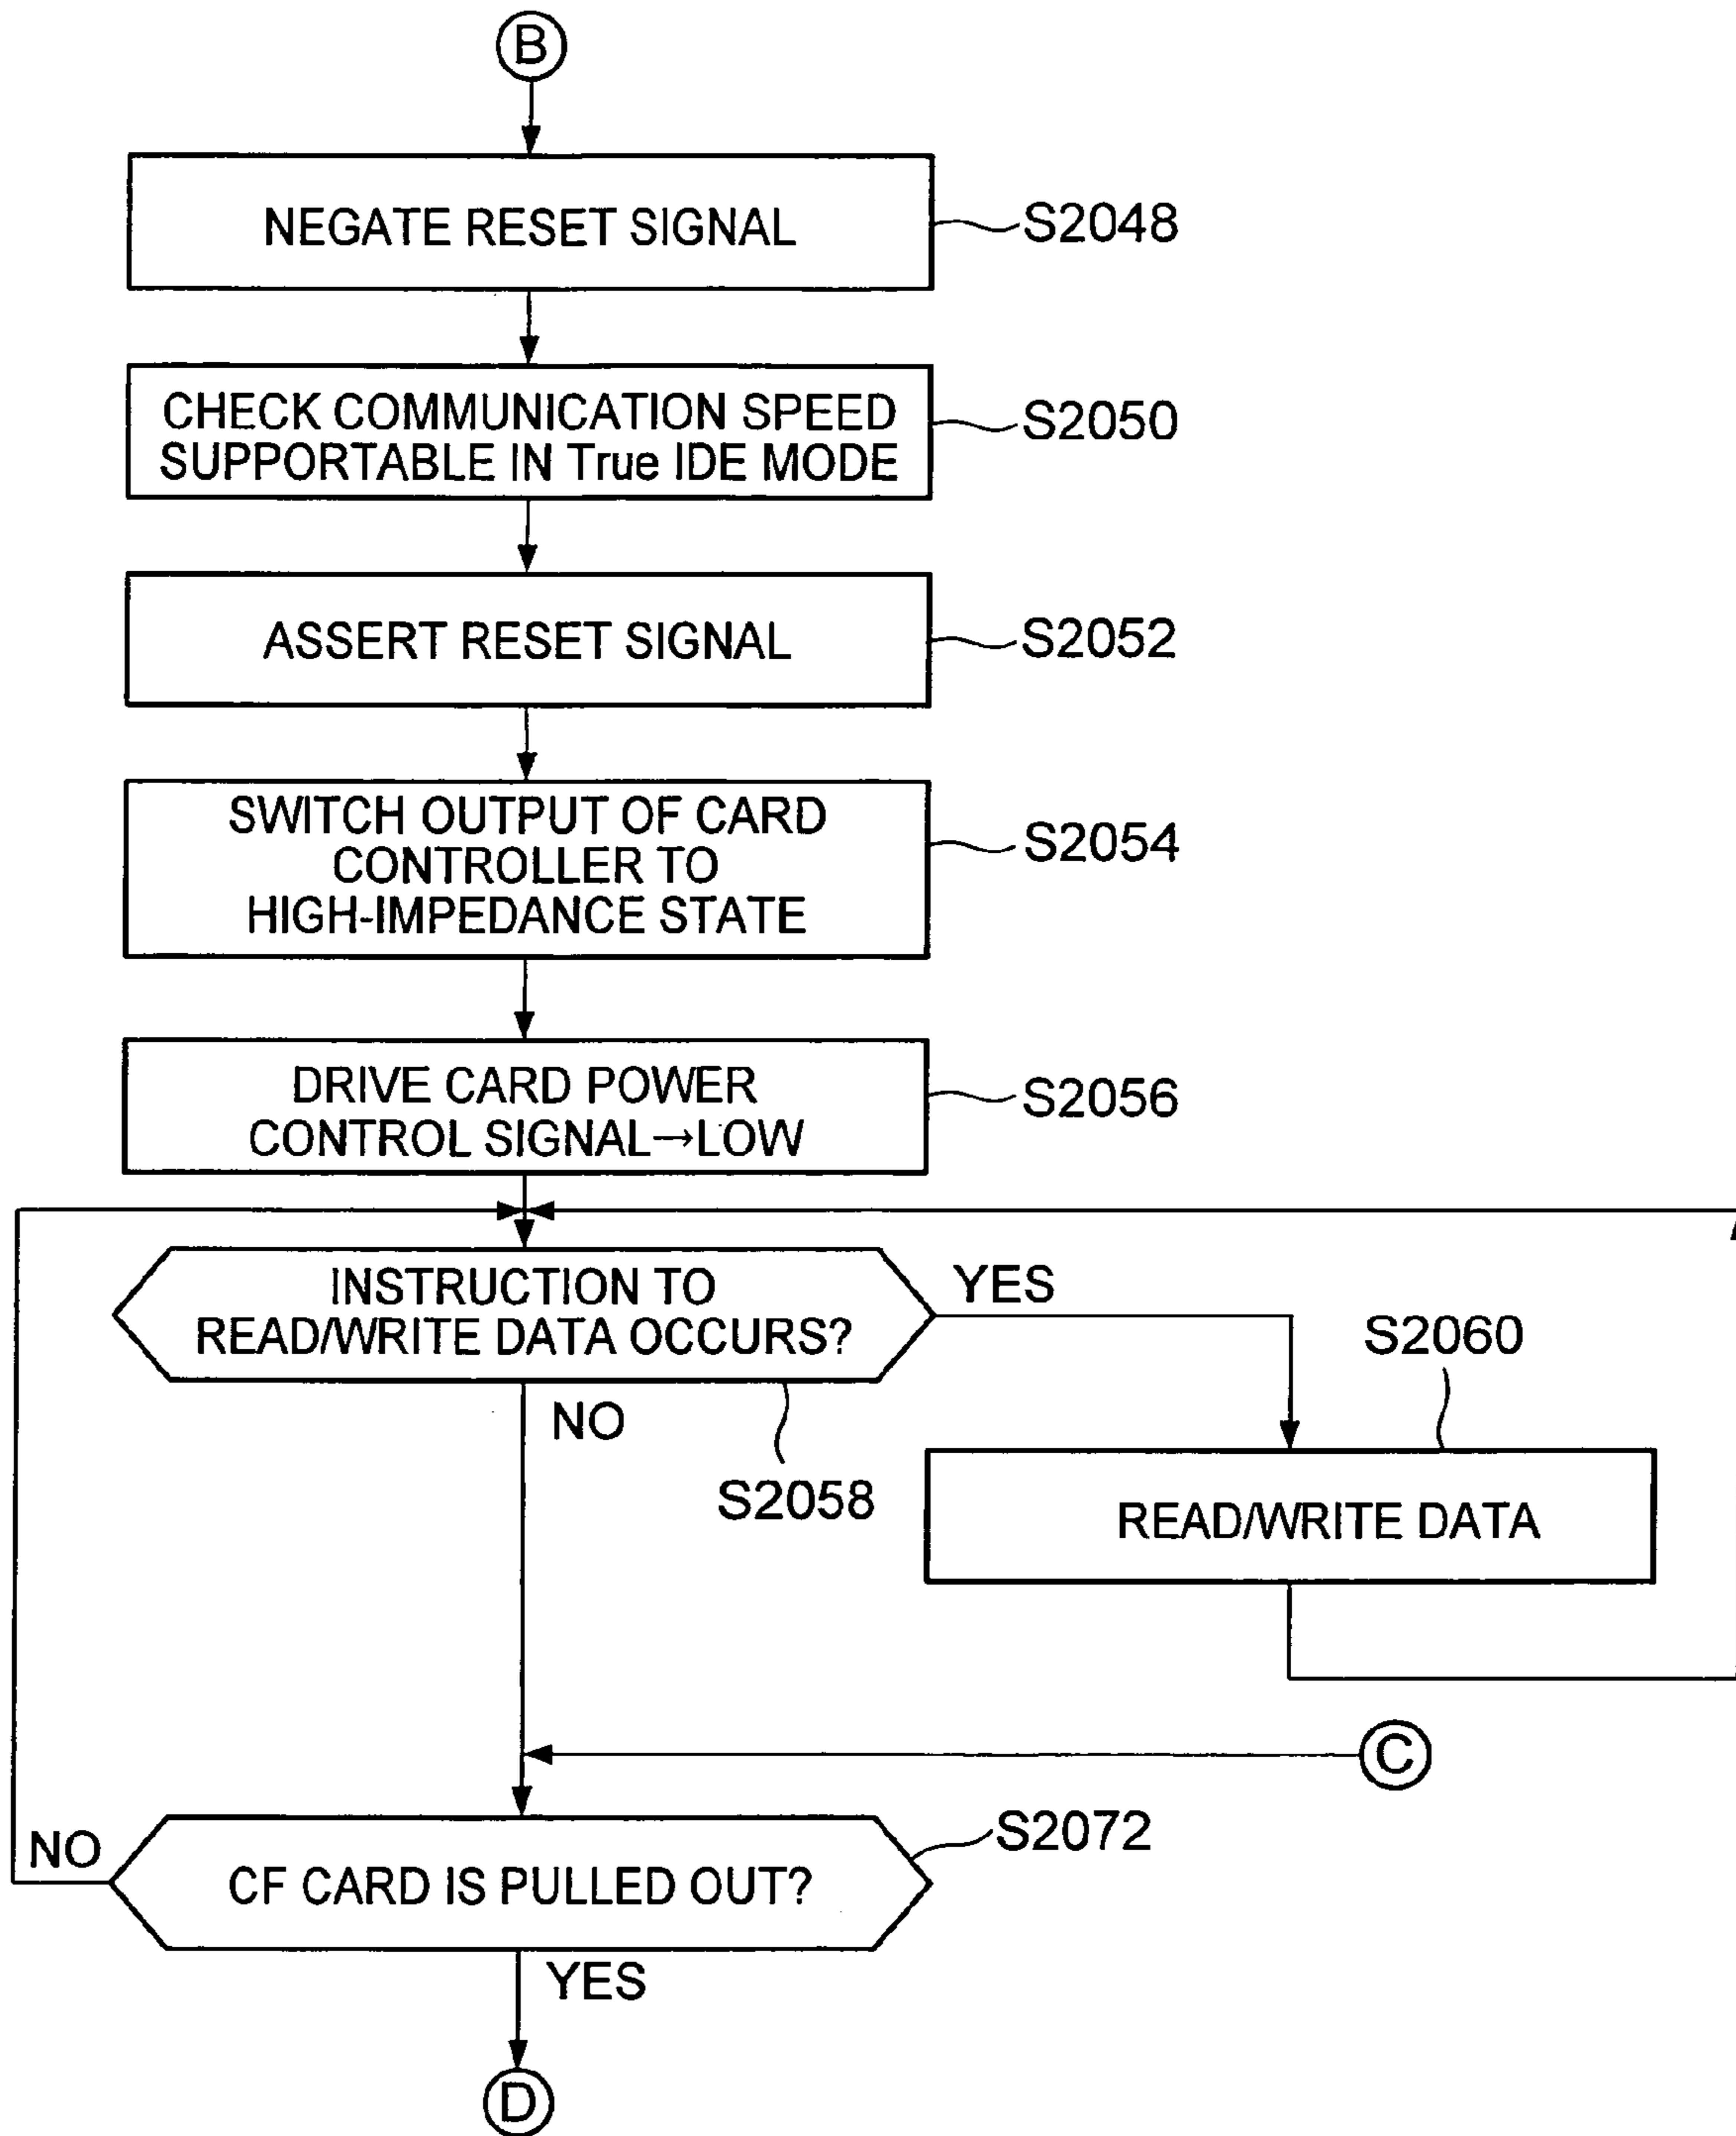 B
NEGATE RESET SIGNAL
S2048
CHECK COMMUNICATION SPEED
SUPPORTABLE IN True IDE MODE
S2050
ASSERT RESET SIGNAL
S2052
SWITCH OUTPUT OF CARD
CONTROLLER TO
HIGH-IMPEDANCE STATE
S2054
DRIVE CARD POWER
CONTROL SIGNAL→LOW
S2056
INSTRUCTION TO
READ/WRITE DATA OCCURS?
YES
S2060
NO
S2058
READ/WRITE DATA
C
S2072
NO
CF CARD IS PULLED OUT?
YES
D